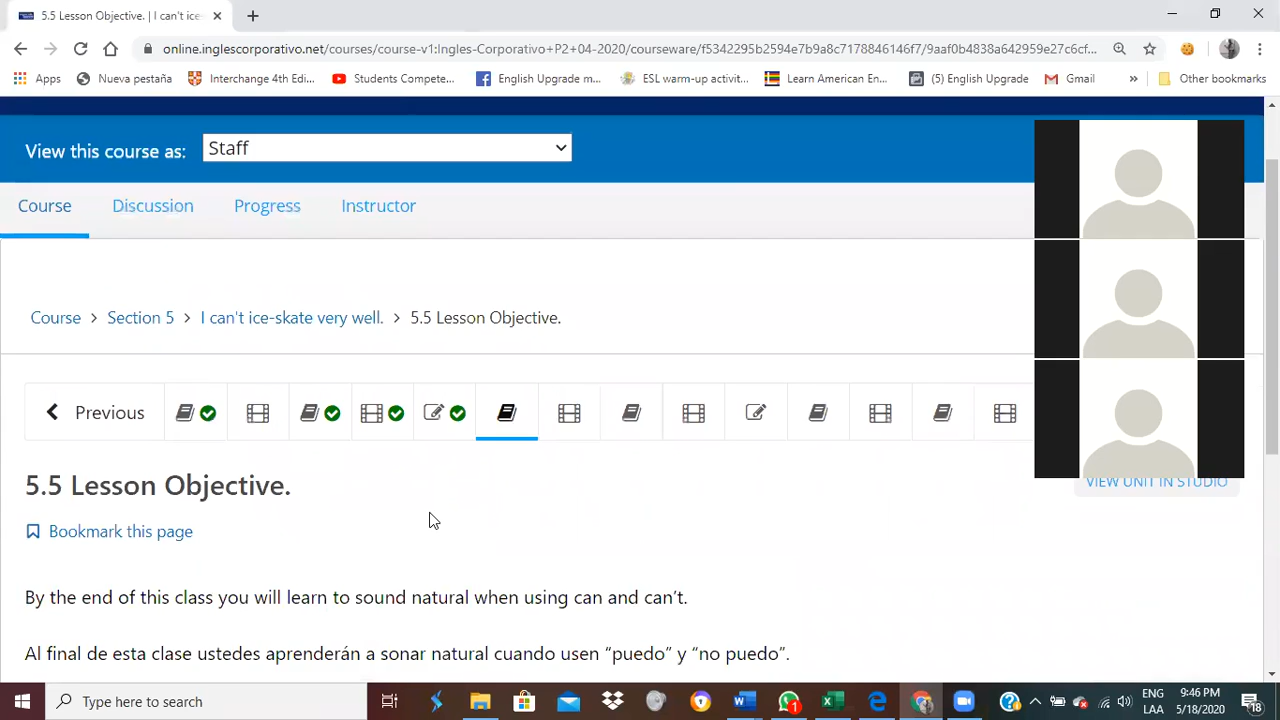 5.5 Lesson Objective. | I can't ice-
online.inglescorporativo.net/courses/course-v1:Ingles-Corporativo+P2+04-2020/courseware/f5342295b2594e7b9a8c7178846146f7/9aaf0b4838a642959e27c6cf...
Apps Nueva pestaña Interchange 4th Edi... Students Compete... English Upgrade m... ESL warm-up activit... Learn American En... (5) English Upgrade Gmail » Other bookmarks
View this course as: Staff
Course Discussion Progress Instructor
Course > Section 5 > I can't ice-skate very well. > 5.5 Lesson Objective.
Previous
5.5 Lesson Objective.
VIEW UNIT IN STUDIO
Bookmark this page
By the end of this class you will learn to sound natural when using can and can’t.
Al final de esta clase ustedes aprenderán a sonar natural cuando usen “puedo” y “no puedo”.
Type here to search
ENG 9:46 PM
LAA 5/18/2020
18
1